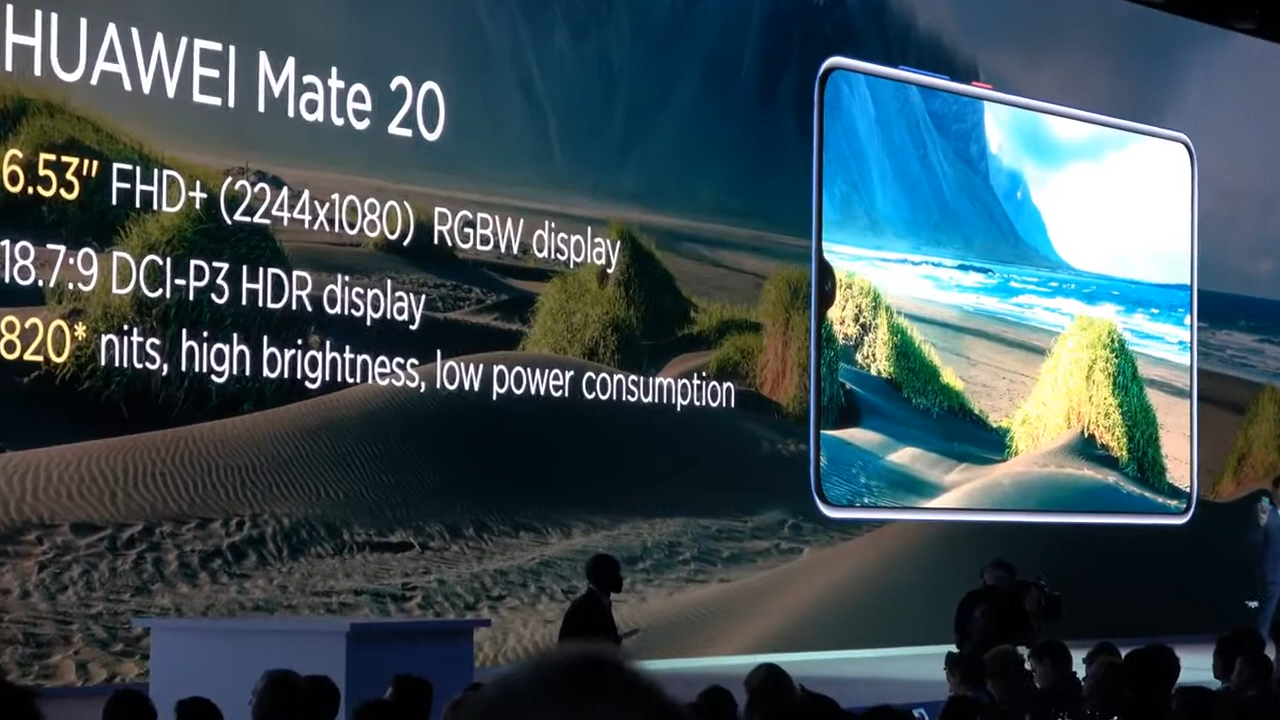 HUAWEI Mate 20
6.53" FHD+ (2244x1080) RGBW display
18.7:9 DCI-P3 HDR display
820* nits, high brightness, low power consumption